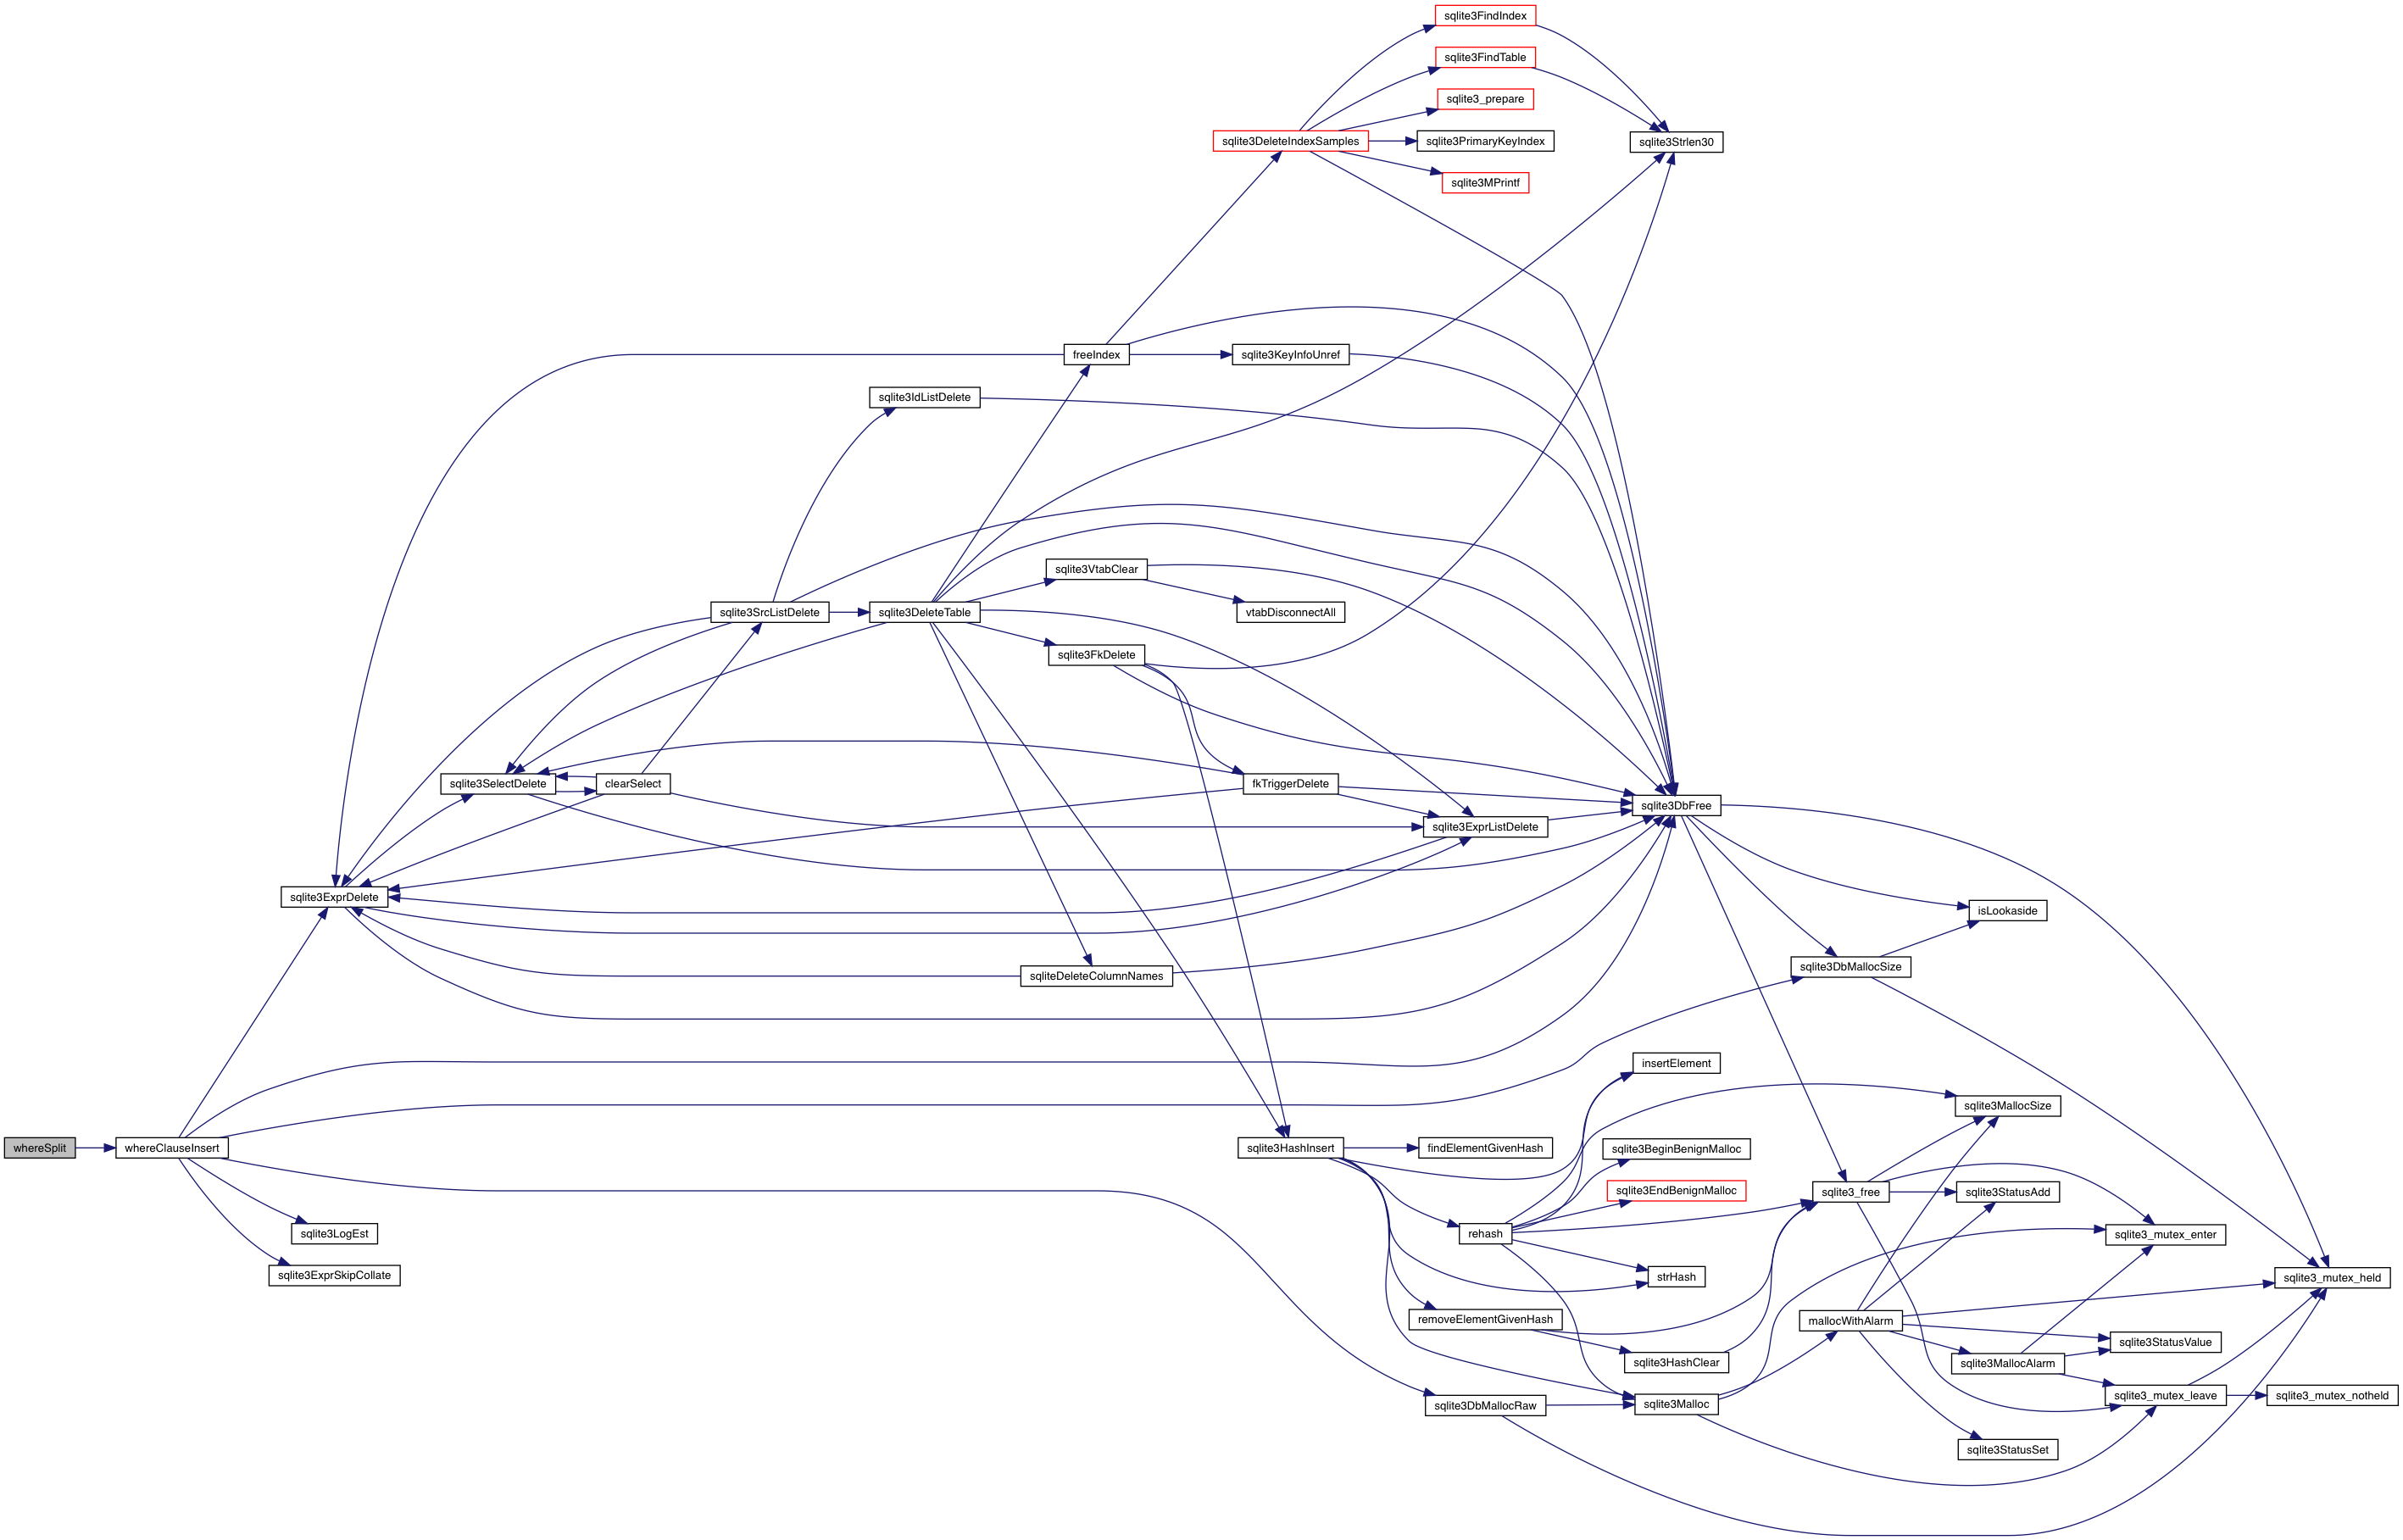 sqlite3FindIndex
sqlite3FindTable
sqlite3_prepare
sqlite3DeleteIndexSamples
sqlite3PrimaryKeyIndex
sqlite3Strlen30
sqlite3MPrintf
freeIndex
sqlite3KeyInfoUnref
sqlite3IdListDelete
sqlite3VtabClear
sqlite3SrcListDelete
sqlite3DeleteTable
vtabDisconnectAll
sqlite3FkDelete
sqlite3SelectDelete
clearSelect
fkTriggerDelete
sqlite3DbFree
sqlite3ExprListDelete
sqlite3ExprDelete
isLookaside
sqliteDeleteColumnNames
sqlite3DbMallocSize
insertElement
sqlite3MallocSize
whereSplit
whereClauseInsert
sqlite3HashInsert
findElementGivenHash
sqlite3BeginBenignMalloc
sqlite3EndBenignMalloc
sqlite3_free
sqlite3StatusAdd
sqlite3LogEst
rehash
sqlite3_mutex_enter
sqlite3ExprSkipCollate
strHash
sqlite3_mutex_held
removeElementGivenHash
mallocWithAlarm
sqlite3StatusValue
sqlite3HashClear
sqlite3MallocAlarm
sqlite3DbMallocRaw
sqlite3Malloc
sqlite3_mutex_leave
sqlite3_mutex_notheld
sqlite3StatusSet